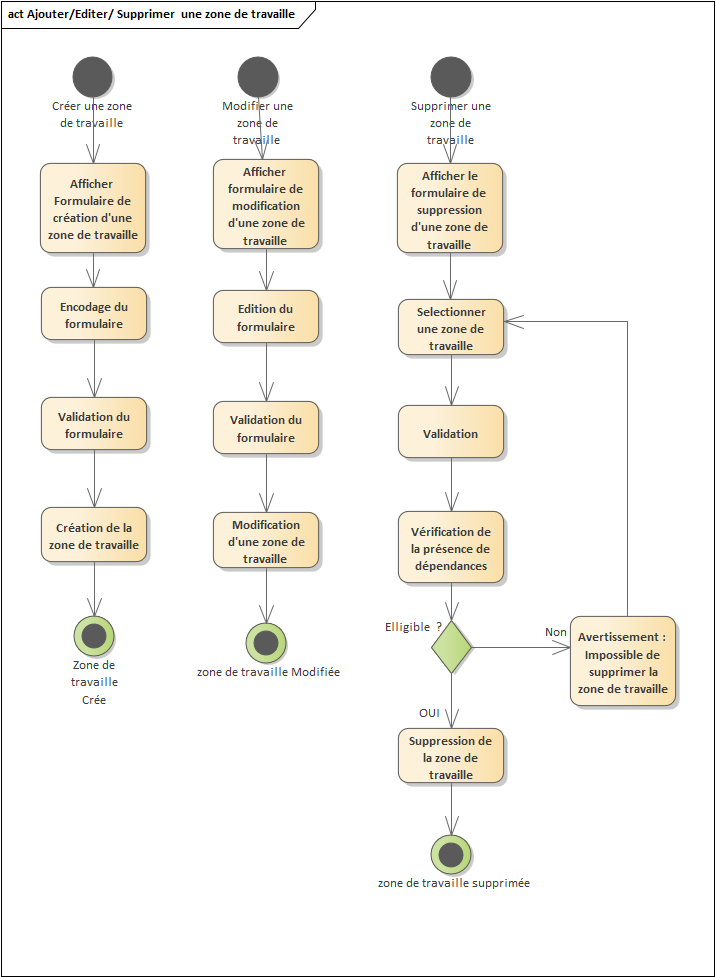 act Ajouter/Editer/ Supprimer une zone de travaille
Créer une zone
de travaille
Afficher
Formulaire de
création d'une
zone de travaille
Encodage du
formulaire
Validation du
formulaire
Création de la
zone de travaille
Zone de
travaille
Crée
Modifier une
zone de
travaille
Afficher
formulaire de
modification
d'une zone de
travaille
Edition du
formulaire
Validation du
formulaire
Modification
d'une zone de
travaille
zone de travaille Modifiée
Supprimer une
zone de
travaille
Afficher le
formulaire de
suppression
d'une zone de
travaille
Selectionner
une zone de
travaille
Validation
Vérification de
la présence de
dépendances
Elligible ?
Non
Avertissement :
Impossible de
supprimer la
zone de travaille
OUI
Suppression de
la zone de
travaille
zone de travaille supprimée